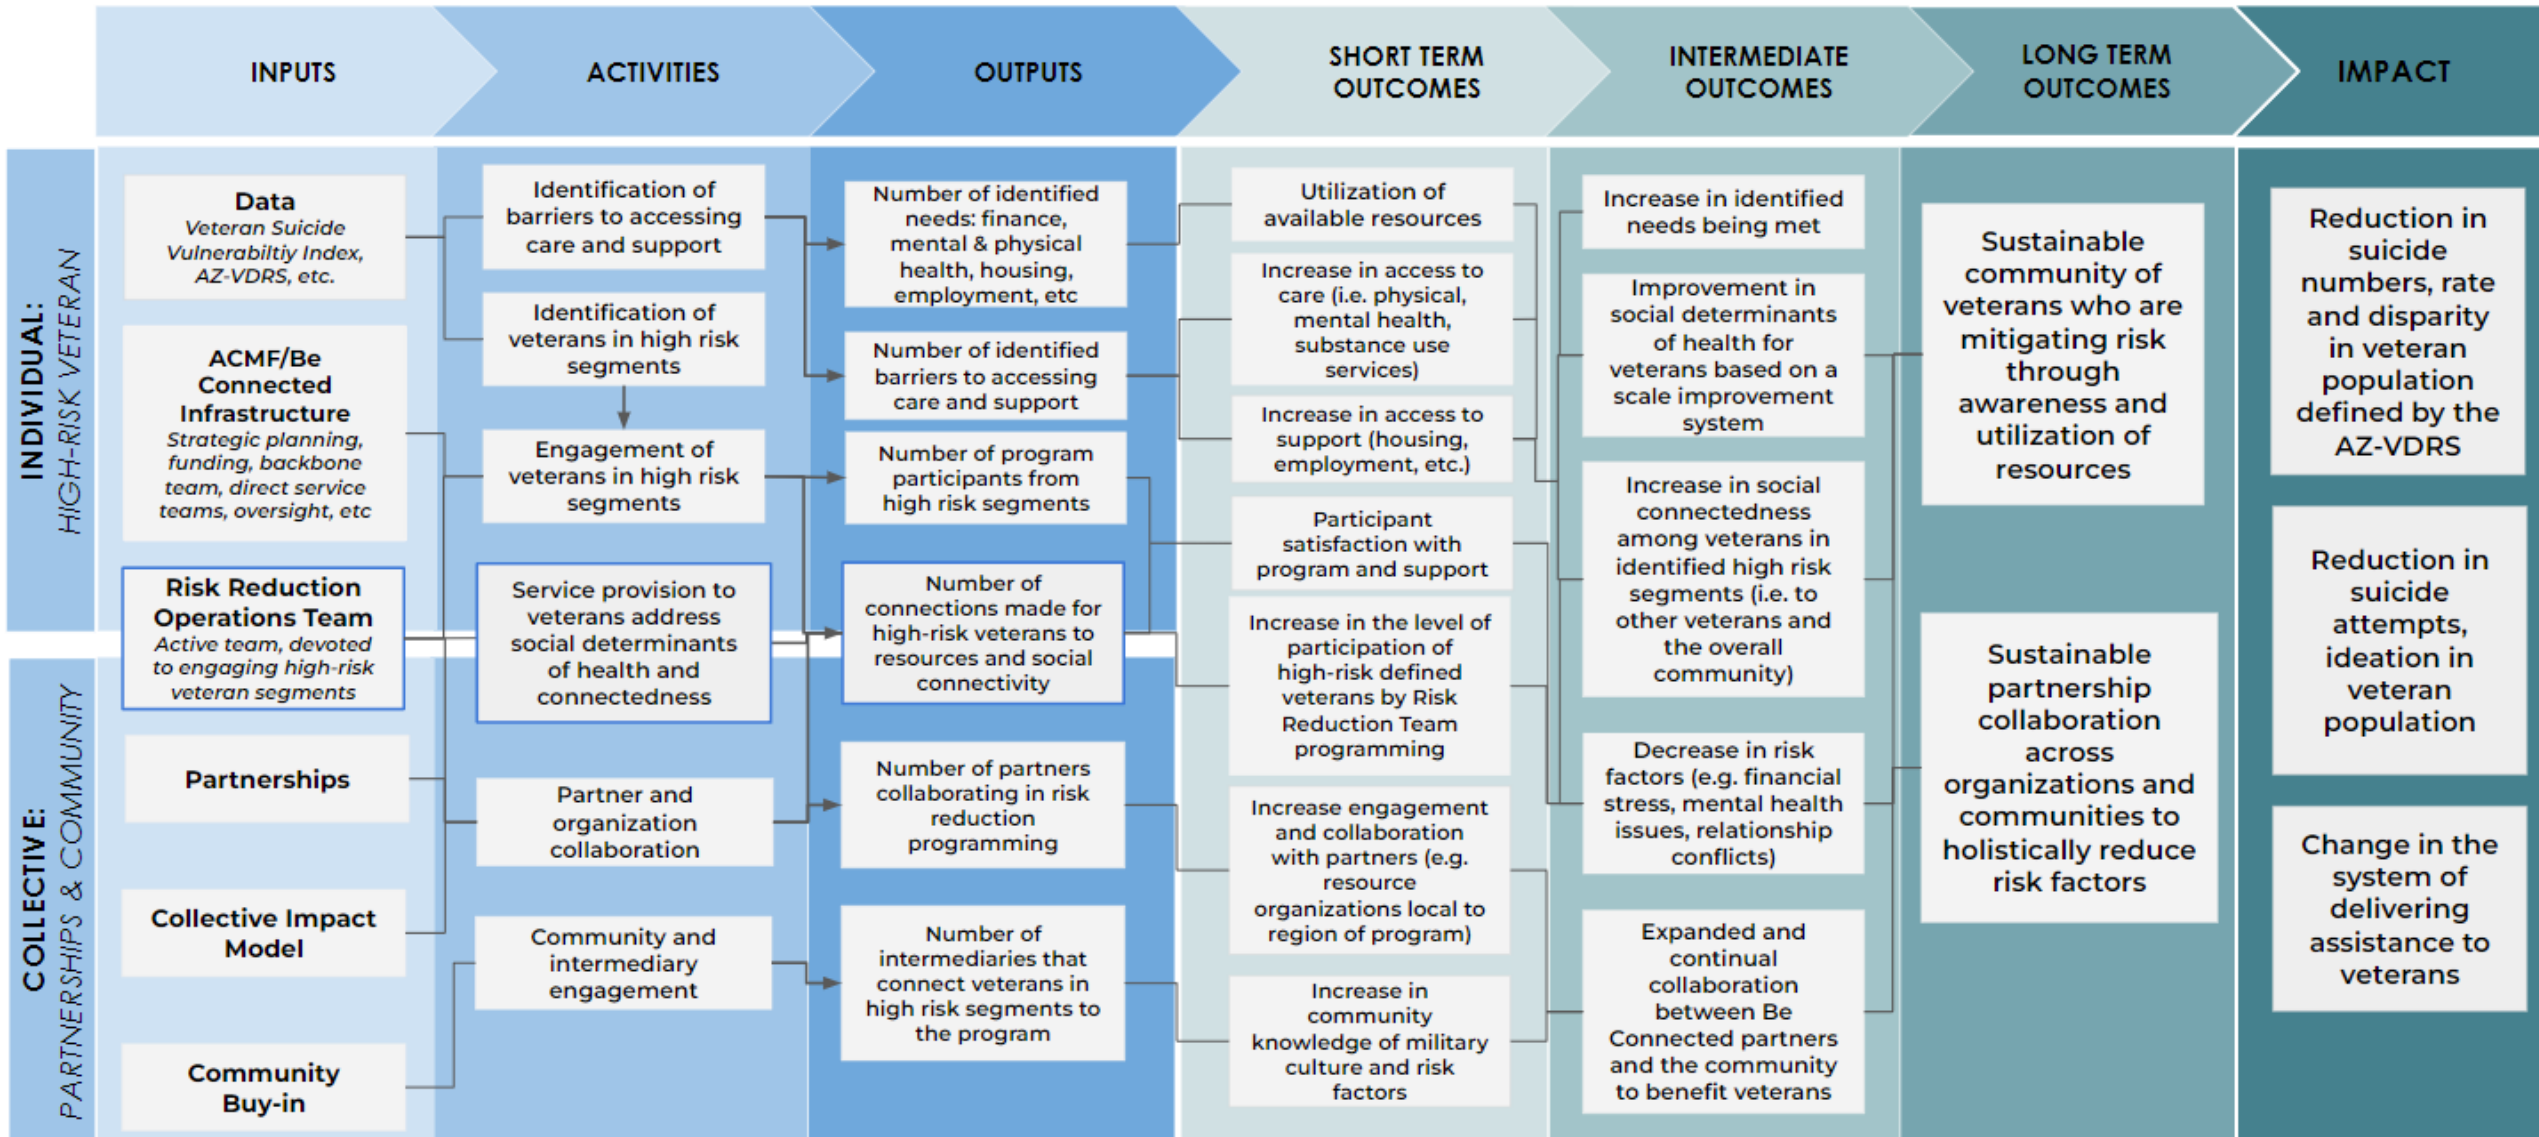 INPUTS
ACTIVITIES
OUTPUTS
SHORT TERM
OUTCOMES
INTERMEDIATE
OUTCOMES
LONG TERM
OUTCOMES
IMPACT
INDIVIDUAL:
HIGH-RISK VETERAN
COLLECTIVE:
PARTNERSHIPS & COMMUNITY
Data
Veteran Suicide
Vulnerabiltiy Index,
AZ-VDRS, etc.
ACMF/Be
Connected
Infrastructure
Strategic planning,
funding, backbone
team, direct service
teams, oversight, etc
Risk Reduction
Operations Team
Active team, devoted
to engaging high-risk
veteran segments
Partnerships
Collective Impact
Model
Community
Buy-in
Identification of
barriers to accessing
care and support
Identification of
veterans in high risk
segments
Engagement of
veterans in high risk
segments
Service provision to
veterans address
social determinants
of health and
connectedness
Partner and
organization
collaboration
Community and
intermediary
engagement
Number of identified
needs: finance,
mental & physical
health, housing,
employment, etc
Number of identified
barriers to accessing
care and support
Number of program
participants from
high risk segments
Number of
connections made for
high-risk veterans to
resources and social
connectivity
Number of partners
collaborating in risk
reduction
programming
Number of
intermediaries that
connect veterans in
high risk segments to
the program
Utilization of
available resources
Increase in access to
care (i.e. physical,
mental health,
substance use
services)
Increase in access to
support (housing,
employment, etc.)
Participant
satisfaction with
program and support
Increase in the level of
participation of
high-risk defined
veterans by Risk
Reduction Team
programming
Increase engagement
and collaboration
with partners (e.g.
resource
organizations local to
region of program)
Increase in
community
knowledge of military
culture and risk
factors
Increase in identified
needs being met
Improvement in
social determinants
of health for
veterans based on a
scale improvement
system
Increase in social
connectedness
among veterans in
identified high risk
segments (i.e. to
other veterans and
the overall
community)
Decrease in risk
factors (e.g. financial
stress, mental health
issues, relationship
conflicts)
Expanded and
continual
collaboration
between Be
Connected partners
and the community
to benefit veterans
Sustainable
community of
veterans who are
mitigating risk
through
awareness and
utilization of
resources
Sustainable
partnership
collaboration
across
organizations and
communities to
holistically reduce
risk factors
Reduction in
suicide
numbers, rate
and disparity
in veteran
population
defined by the
AZ-VDRS
Reduction in
suicide
attempts,
ideation in
veteran
population
Change in the
system of
delivering
assistance to
veterans